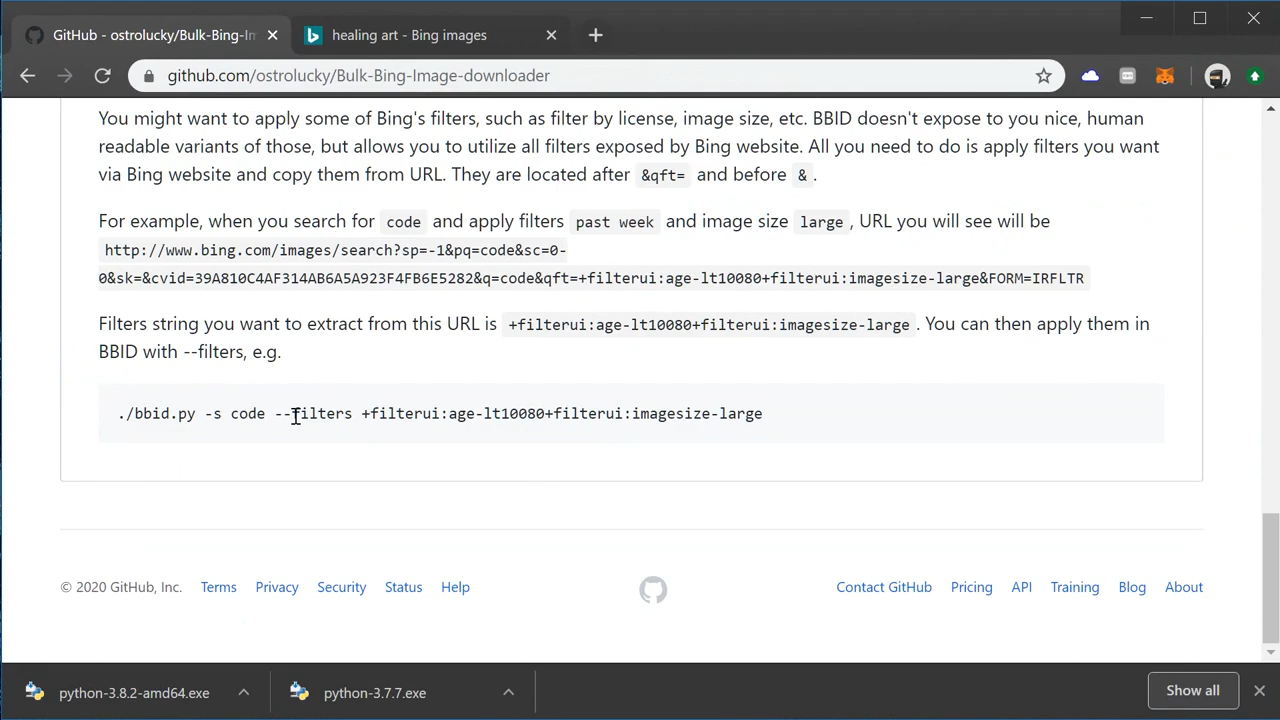 GitHub - ostrolucky/Bulk-Bing-Im
healing art - Bing images
github.com/ostrolucky/Bulk-Bing-Image-downloader
You might want to apply some of Bing's filters, such as filter by license, image size, etc. BBID doesn't expose to you nice, human
readable variants of those, but allows you to utilize all filters exposed by Bing website. All you need to do is apply filters you want
via Bing website and copy them from URL. They are located after &qft= and before & .
For example, when you search for code and apply filters past week and image size large , URL you will see will be
http://www.bing.com/images/search?sp=-1&pq=code&sc=0-
0&sk=&cvid=39A810C4AF314AB6A5A923F4FB6E5282&q=code&qft=+filterui:age-lt10080+filterui:imagesize-large&FORM=IRFLTR
Filters string you want to extract from this URL is +filterui:age-lt10080+filterui:imagesize-large . You can then apply them in
BBID with --filters, e.g.
./bbid.py -s code --filters +filterui:age-lt10080+filterui:imagesize-large
© 2020 GitHub, Inc. Terms Privacy Security Status Help Contact GitHub Pricing API Training Blog About
python-3.8.2-amd64.exe python-3.7.7.exe Show all